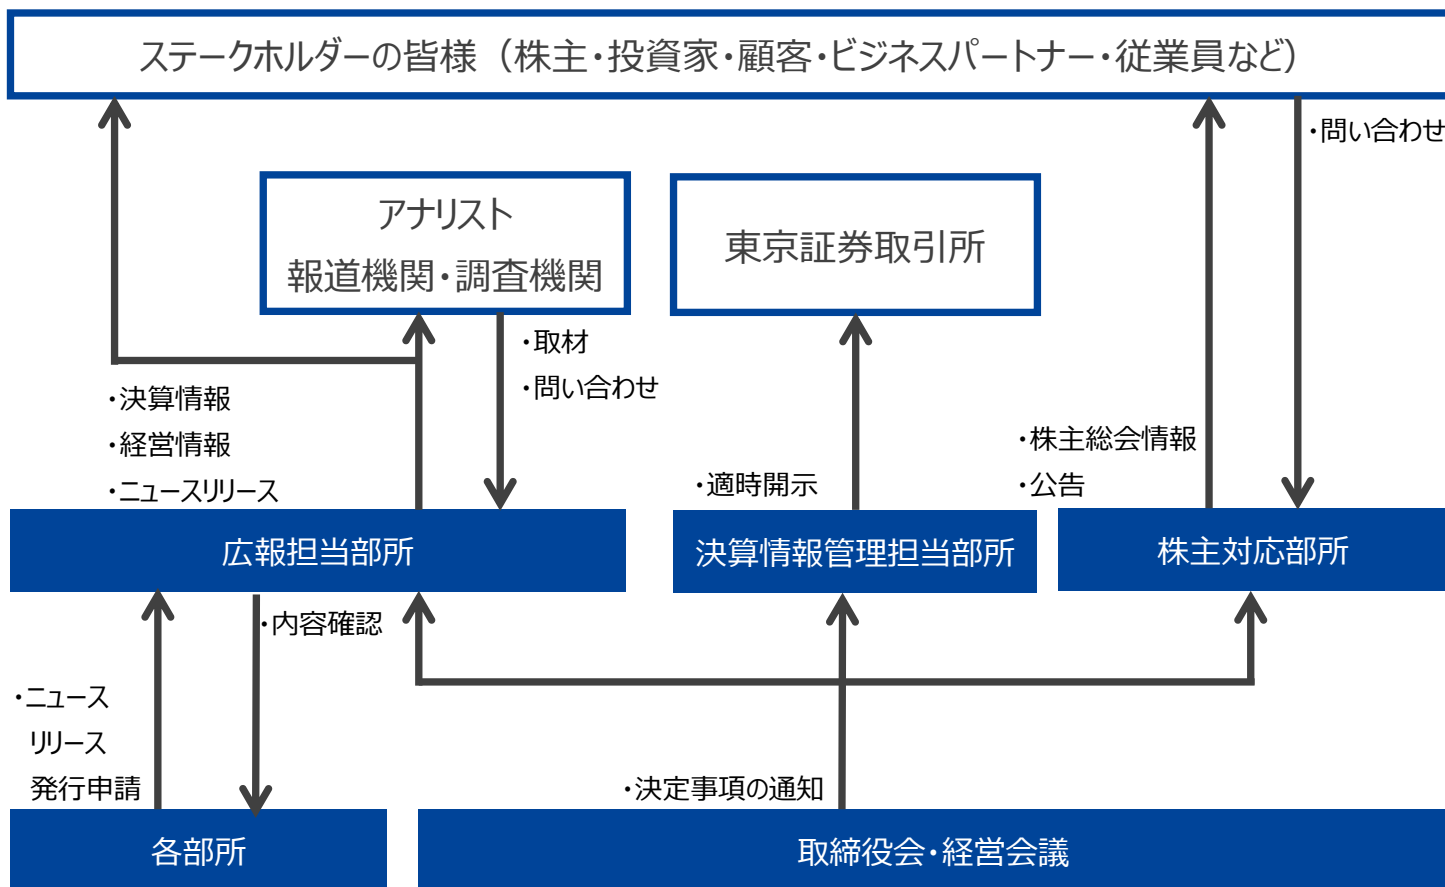 ステークホルダーの皆様（株主・投資家・顧客・ビジネスパートナー・従業員など）
・問い合わせ
アナリスト
報道機関・調査機関
東京証券取引所
・取材
・問い合わせ
・決算情報
・経営情報
・ニュースリリース
・適時開示
・株主総会情報
・公告
広報担当部所
決算情報管理担当部所
株主対応部所
・内容確認
・ニュース
リリース
発行申請
・決定事項の通知
各部所
取締役会・経営会議